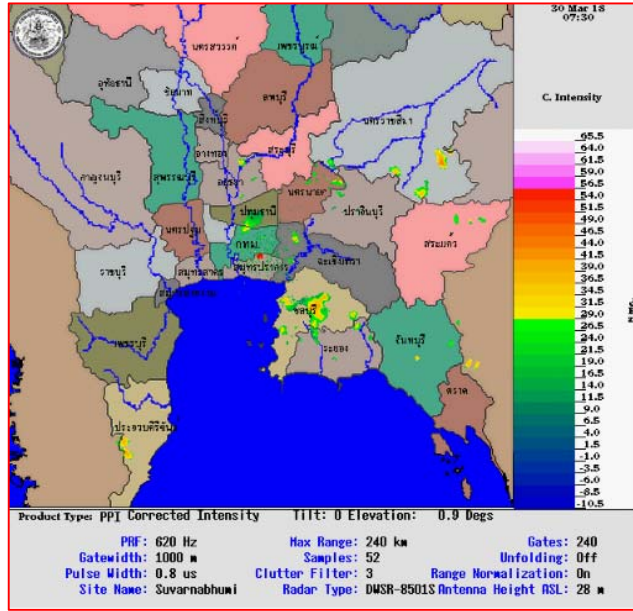 30 Mar 18
07:30
C. Intensity
65.5
64.0
61.5
59.0
56.5
54.0
51.5
49.0
46.5
44.0
41.5
39.0
36.5
34.0
31.5
29.0
26.5
24.0
21.5
19.0
16.5
14.0
11.5
9.0
6.5
4.0
1.5
-1.0
-3.5
-6.0
-8.5
-10.5
นครสวรรค์
เพชรบูรณ์
อุทัยธานี
ชัยนาท
ลพบุรี
สิงห์บุรี
นครราชสีมา
อ่างทอง
สระบุรี
กาญจนบุรี
สุพรรณบุรี
อยุธยา
นครนายก
ปราจีนบุรี
ปทุมธานี
นครปฐม
สระแก้ว
กทม.
ราชบุรี
สมุทรสาคร
สมุทรปราการ
ฉะเชิงเทรา
เพชรบุรี
ชลบุรี
ระยอง
จันทบุรี
ตราด
ประจวบคีรีขันธ์
Product Type: PPI Corrected Intensity Tilt: 0 Elevation: 0.9 Degs
PRF: 620 Hz Max Range: 240 km Gates: 240
Gatewidth: 1000 m Samples: 52 Unfolding: Off
Pulse Width: 0.8 us Clutter Filter: 3 Range Normalization: On
Site Name: Suvarnabhumi Radar Type: DWSR-8501S Antenna Height ASL: 28 m